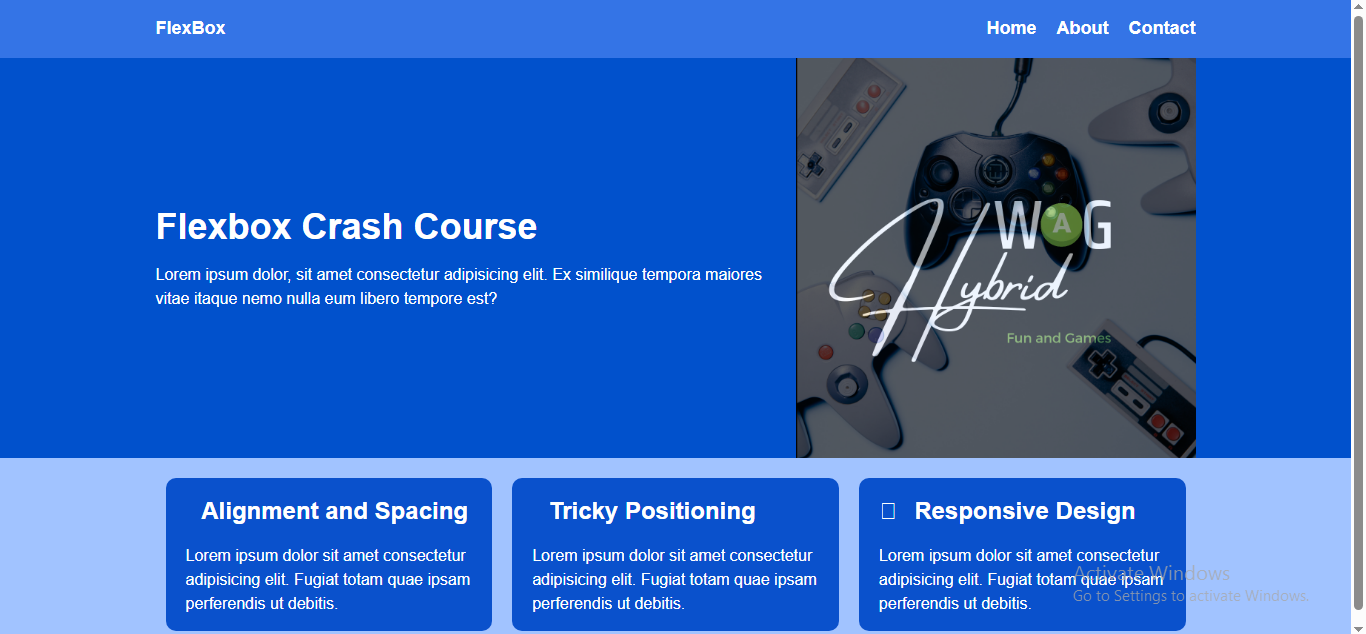 FlexBox
Home About Contact
Flexbox Crash Course
Lorem ipsum dolor, sit amet consectetur adipisicing elit. Ex similique tempora maiores
vitae itaque nemo nulla eum libero tempore est?
WAG
Hybrid
Fun and Games
Alignment and Spacing
Lorem ipsum dolor sit amet consectetur
adipisicing elit. Fugiat totam quae ipsam
perferendis ut debitis.
Tricky Positioning
Lorem ipsum dolor sit amet consectetur
adipisicing elit. Fugiat totam quae ipsam
perferendis ut debitis.
Responsive Design
Lorem ipsum dolor sit amet consectetur
adipisicing elit. Fugiat totam quae ipsam
perferendis ut debitis.
Activate Windows
Go to Settings to activate Windows.